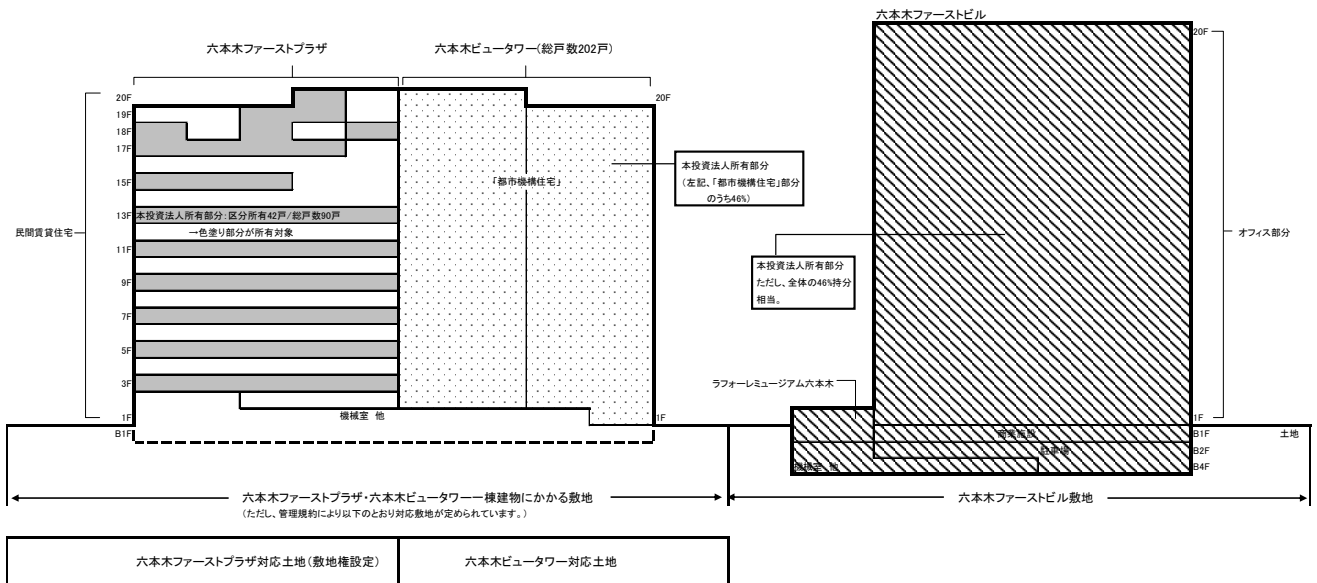 六本木ファーストビル
六本木ファーストプラザ
六本木ビュータワー(総戸数202戸)
20F
19F
18F
17F
15F
13F
11F
9F
7F
5F
3F
1F
B1F
民間賃貸住宅
本投資法人所有部分:区分所有42戸/総戸数90戸
→色塗り部分が所有対象
機械室 他
「都市機構住宅」
20F
1F
本投資法人所有部分
(左記、「都市機構住宅」部分
のうち46%)
本投資法人所有部分
ただし、全体の46%持分
相当。
ラフォーレミュージアム六本木
20F
オフィス部分
1F
商業施設
B1F
土地
駐車場
B2F
機械室 他
B4F
六本木ファーストプラザ・六本木ビュータワー一棟建物にかかる敷地
(ただし、管理規約により以下のとおり対応敷地が定められています。)
六本木ファーストビル敷地
六本木ファーストプラザ対応土地(敷地権設定)
六本木ビュータワー対応土地